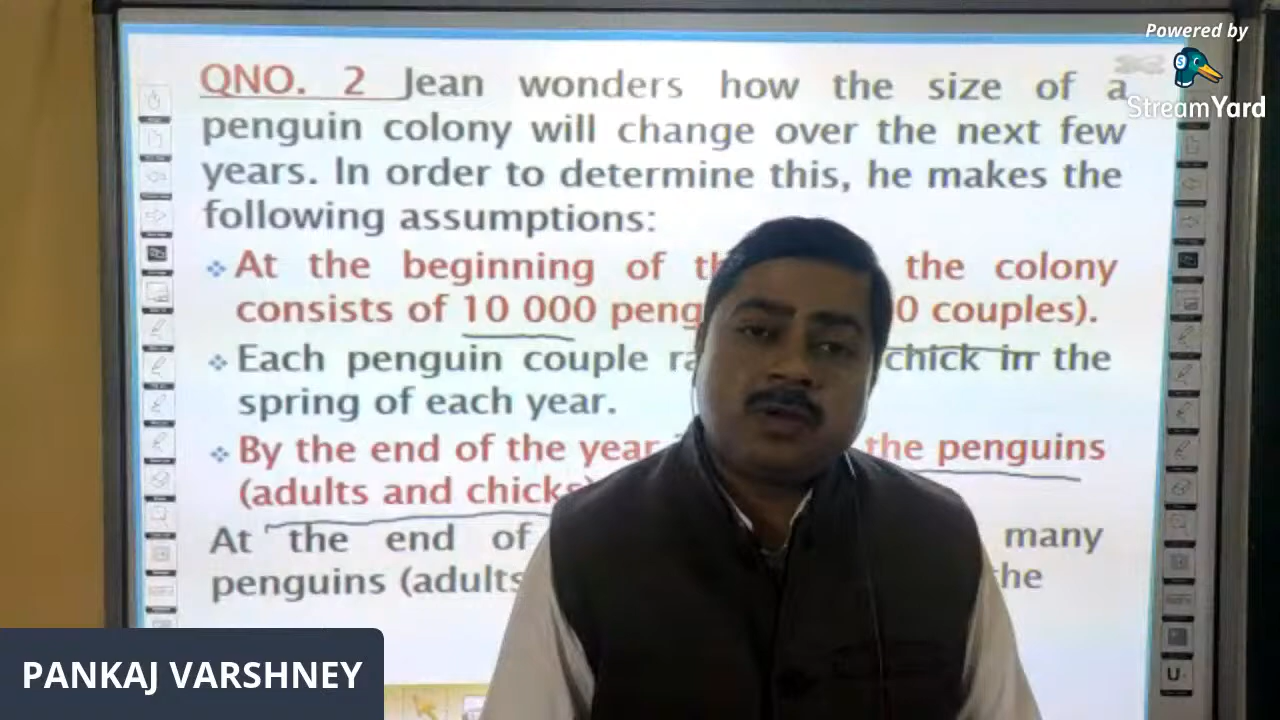 Powered by
StreamYard
QNO. 2 Jean wonders how the size of a
penguin colony will change over the next few
years. In order to determine this, he makes the
following assumptions:
At the beginning of the colony
consists of 10 000 0 couples).
Each penguin couple chick in the
spring of each year.
By the end of the year the penguins
(adults and chicks)
At the end of many
penguins (adults the
PANKAJ VARSHNEY